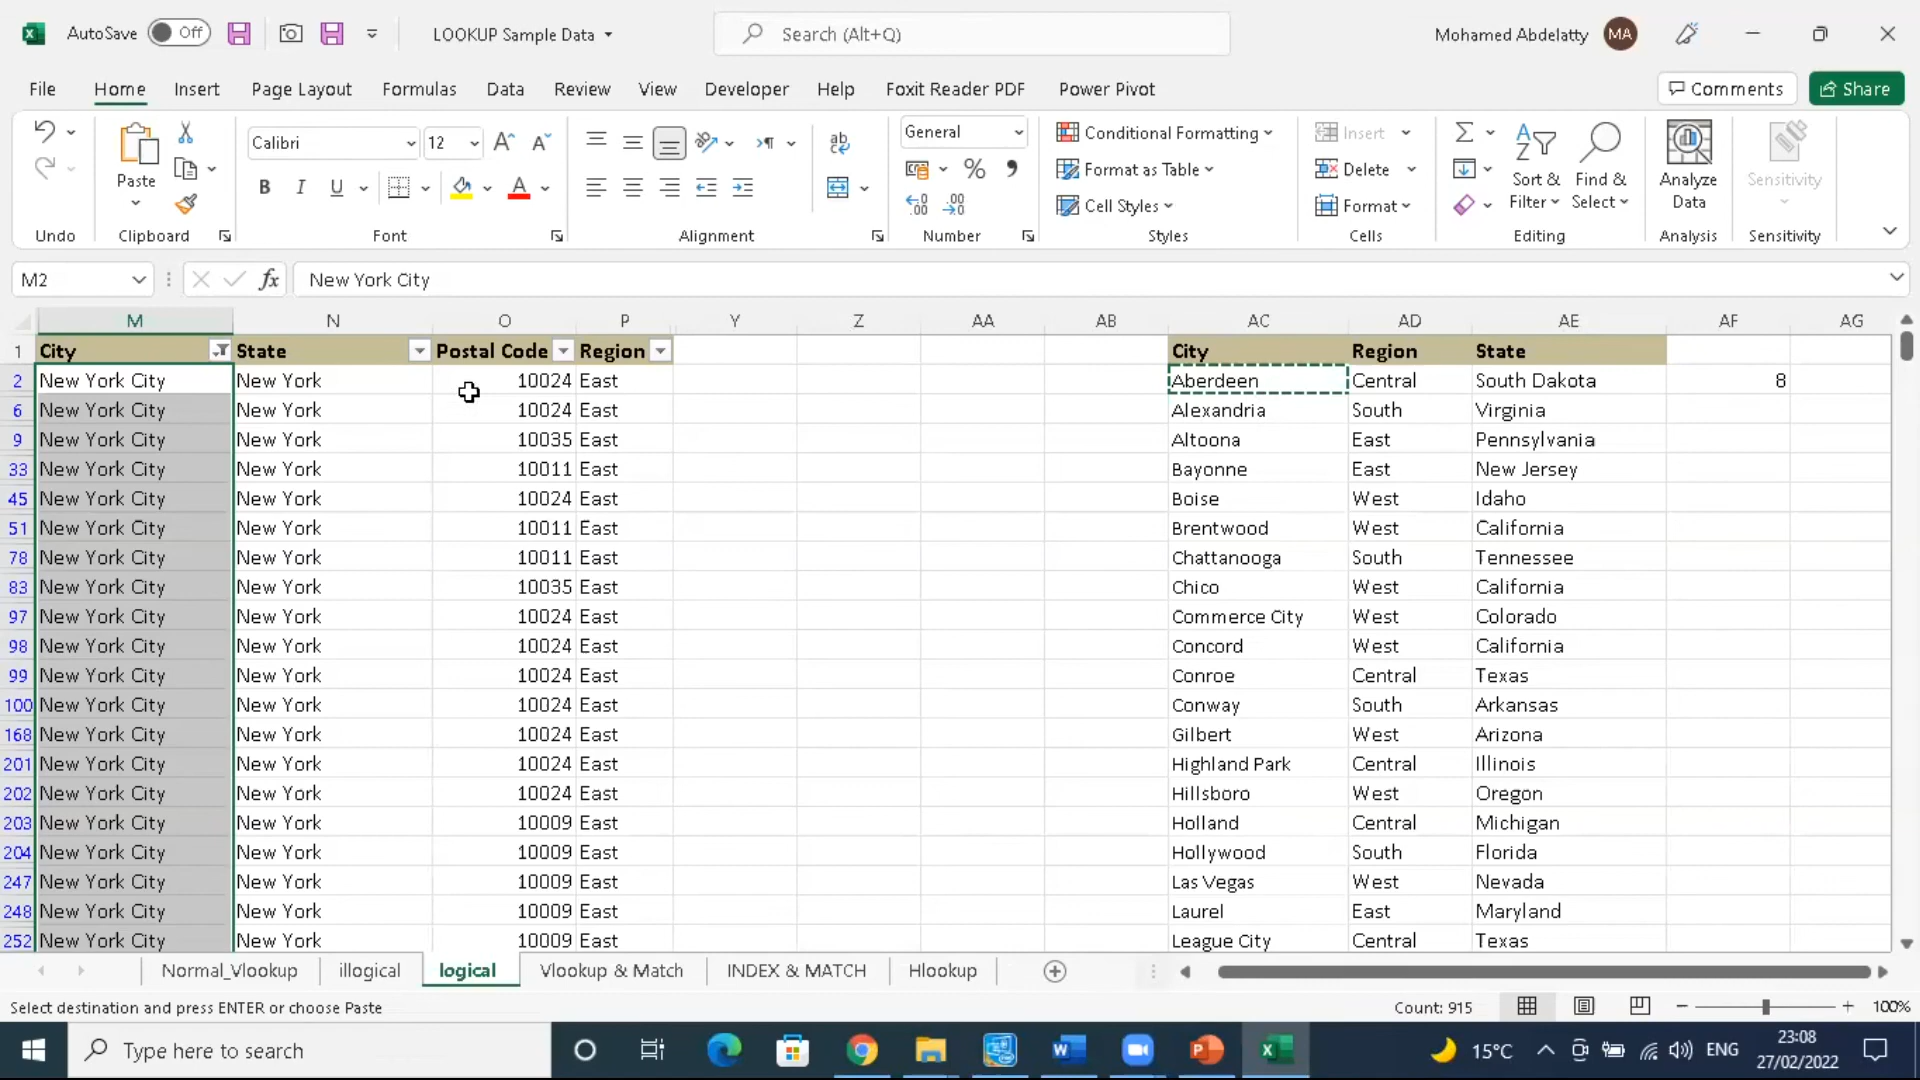 AutoSave Off LOOKUP Sample Data Search (Alt+Q) Mohamed Abdelatty MA
File Home Insert Page Layout Formulas Data Review View Developer Help Foxit Reader PDF Power Pivot Comments Share
Calibri 12 General Conditional Formatting Insert
Paste Format as Table Delete Sort & Filter Find & Select Analyze Data Sensitivity
B I U A Cell Styles Format
Undo Clipboard Font Alignment Number Styles Cells Editing Analysis Sensitivity
M2 fx New York City
M N O P Y Z AA AB AC AD AE AF AG
1 City State Postal Code Region City Region State
2 New York City New York 10024 East Aberdeen Central South Dakota 8
6 New York City New York 10024 East Alexandria South Virginia
9 New York City New York 10035 East Altoona East Pennsylvania
33 New York City New York 10011 East Bayonne East New Jersey
45 New York City New York 10024 East Boise West Idaho
51 New York City New York 10011 East Brentwood West California
78 New York City New York 10011 East Chattanooga South Tennessee
83 New York City New York 10035 East Chico West California
97 New York City New York 10024 East Commerce City West Colorado
98 New York City New York 10024 East Concord West California
99 New York City New York 10024 East Conroe Central Texas
100 New York City New York 10024 East Conway South Arkansas
168 New York City New York 10024 East Gilbert West Arizona
201 New York City New York 10024 East Highland Park Central Illinois
202 New York City New York 10024 East Hillsboro West Oregon
203 New York City New York 10009 East Holland Central Michigan
204 New York City New York 10009 East Hollywood South Florida
247 New York City New York 10009 East Las Vegas West Nevada
248 New York City New York 10009 East Laurel East Maryland
252 New York City New York 10009 East League City Central Texas
Normal_Vlookup illogical logical Vlookup & Match INDEX & MATCH Hlookup
Select destination and press ENTER or choose Paste Count: 915 100%
Type here to search 15°C ENG 23:08
27/02/2022